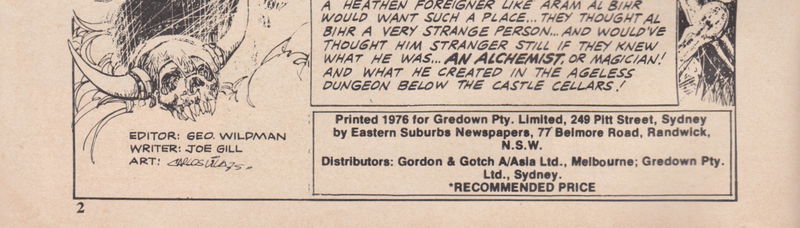 A HEATHEN FOREIGNER LIKE ARAM AL BIHR
WOULD WANT SUCH A PLACE... THEY THOUGHT AL
BIHR A VERY STRANGE PERSON... AND WOULD'VE
THOUGHT HIM STRANGER STILL IF THEY KNEW
WHAT HE WAS... AN ALCHEMIST, OR MAGICIAN!
AND WHAT HE CREATED IN THE AGELESS
DUNGEON BELOW THE CASTLE CELLARS!
EDITOR: GEO. WILDMAN
WRITER: JOE GILL
ART:
Printed 1976 for Gredown Pty. Limited, 249 Pitt Street, Sydney
by Eastern Suburbs Newspapers, 77 Belmore Road, Randwick,
N.S.W.
Distributors: Gordon & Gotch A/Asia Ltd., Melbourne; Gredown Pty.
Ltd., Sydney.
*RECOMMENDED PRICE
2